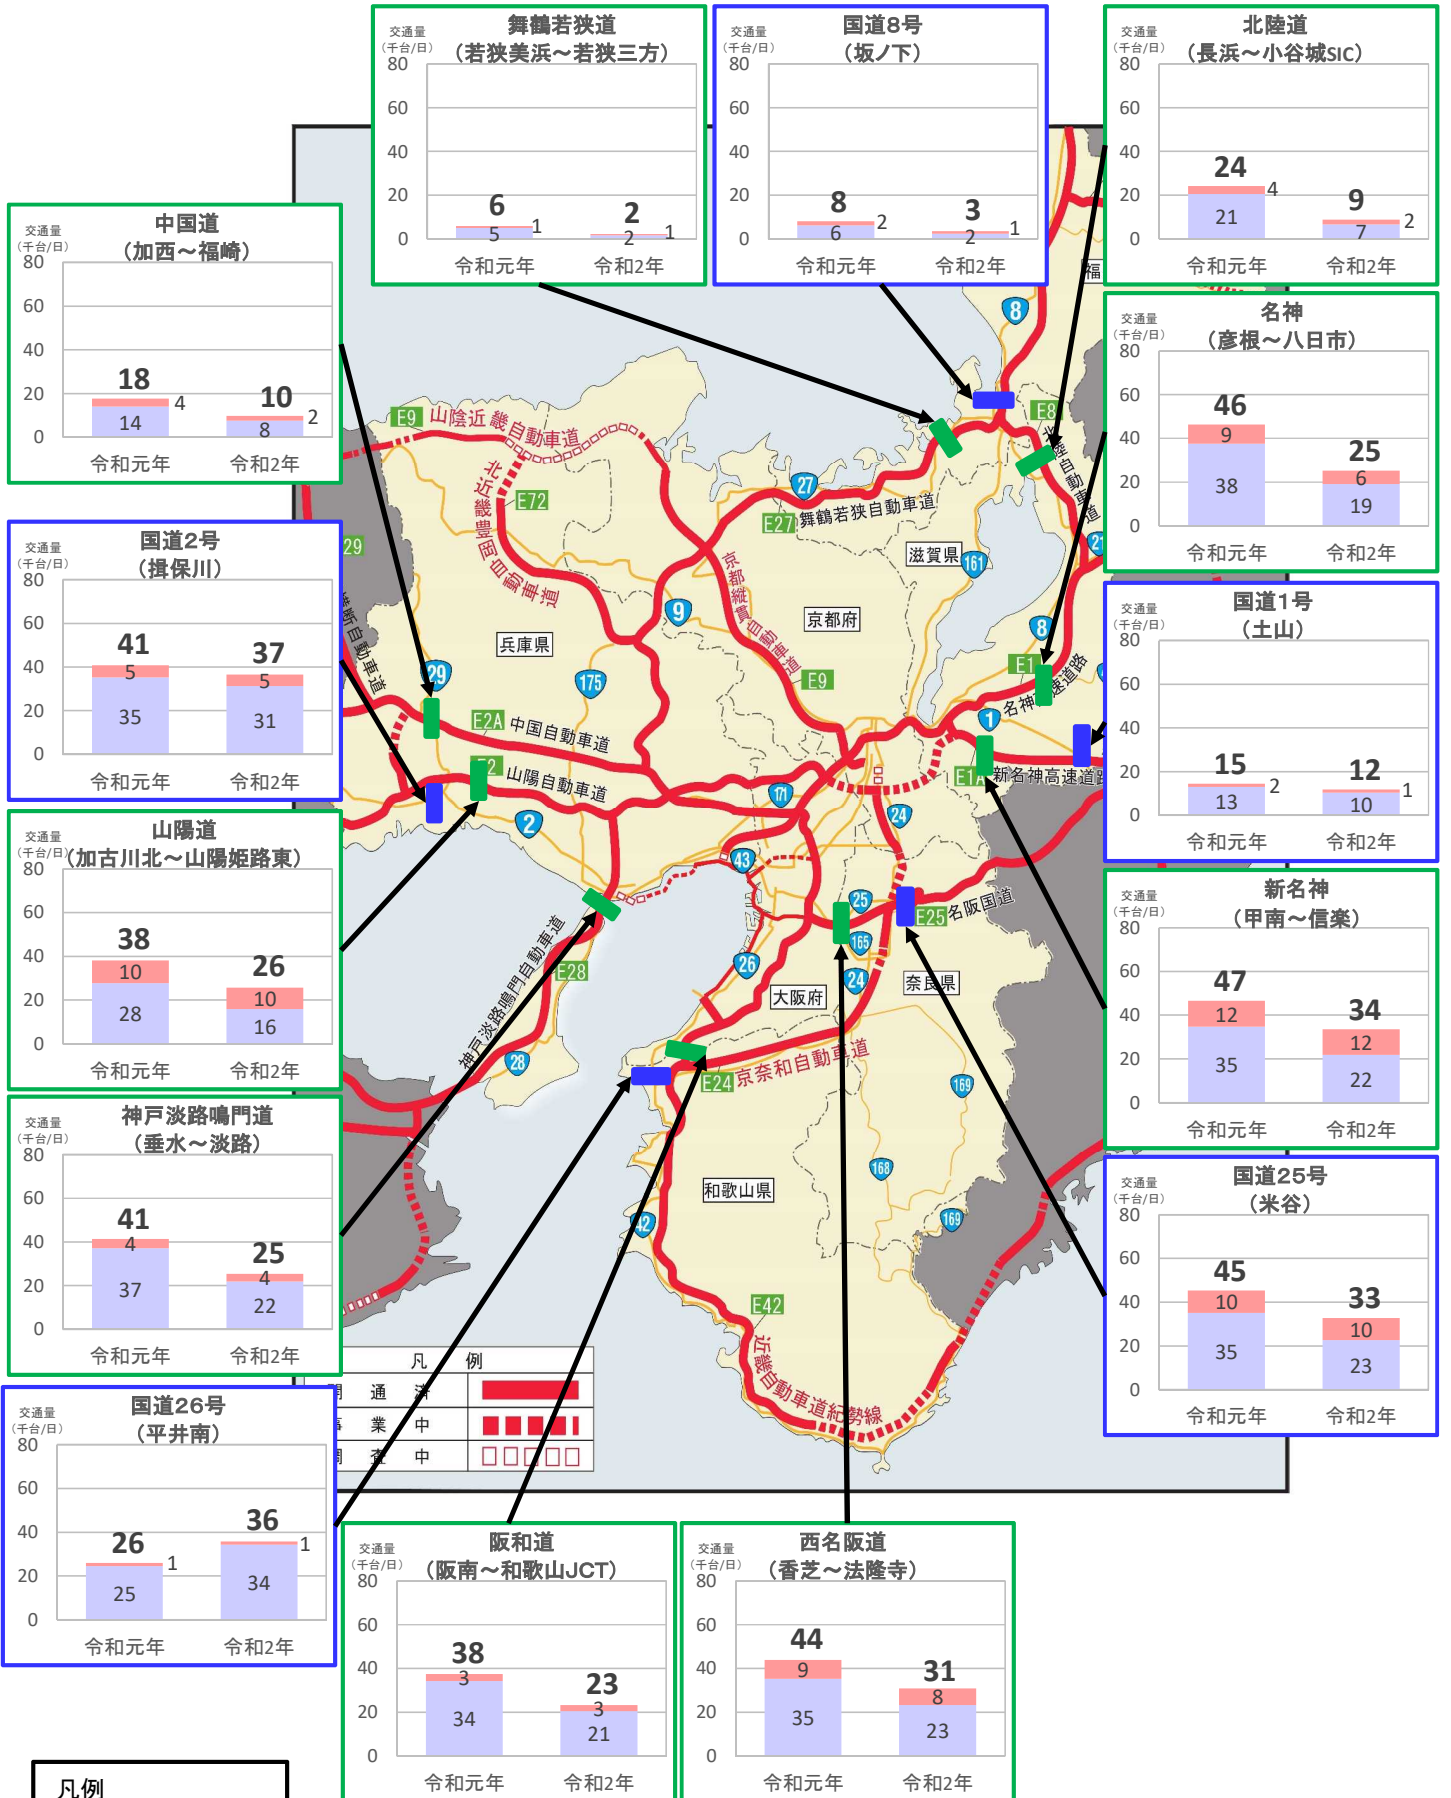 舞鶴若狭道
（若狭美浜～若狭三方）
交通量
（千台/日）
80
60
40
20
0
6
1
5
2
1
2
令和元年
令和2年
国道8号
（坂ノ下）
交通量
（千台/日）
80
60
40
20
0
8
2
6
3
1
2
令和元年
令和2年
北陸道
（長浜～小谷城SIC）
交通量
（千台/日）
80
60
40
20
0
24
4
21
9
2
7
令和元年
令和2年
中国道
（加西～福崎）
交通量
（千台/日）
80
60
40
20
0
18
4
14
10
2
8
令和元年
令和2年
名神
（彦根～八日市）
交通量
（千台/日）
80
60
40
20
0
46
9
38
25
6
19
令和元年
令和2年
国道2号
（揖保川）
交通量
（千台/日）
80
60
40
20
0
41
5
35
37
5
31
令和元年
令和2年
国道1号
（土山）
交通量
（千台/日）
80
60
40
20
0
15
2
13
12
1
10
令和元年
令和2年
山陽道
（加古川北～山陽姫路東）
交通量
（千台/日）
80
60
40
20
0
38
10
28
26
10
16
令和元年
令和2年
新名神
（甲南～信楽）
交通量
（千台/日）
80
60
40
20
0
47
12
35
34
12
22
令和元年
令和2年
神戸淡路鳴門道
（垂水～淡路）
交通量
（千台/日）
80
60
40
20
0
41
4
37
25
4
22
令和元年
令和2年
国道25号
（米谷）
交通量
（千台/日）
80
60
40
20
0
45
10
35
33
10
23
令和元年
令和2年
国道26号
（平井南）
交通量
（千台/日）
80
60
40
20
0
26
1
25
36
1
34
令和元年
令和2年
阪和道
（阪南～和歌山JCT）
交通量
（千台/日）
80
60
40
20
0
38
3
34
23
3
21
令和元年
令和2年
西名阪道
（香芝～法隆寺）
交通量
（千台/日）
80
60
40
20
0
44
9
35
31
8
23
令和元年
令和2年
福
8
E8
北陸自動車道
E9
山陰近畿自動車道
E72
北近畿豊岡自動車道
27
E27
舞鶴若狭自動車道
29
滋賀県
161
21
京都縦貫自動車道
9
京都府
8
兵庫県
横断自動車道
29
175
E9
E1
名神高速道路
1
E2A
中国自動車道
E2
山陽自動車道
E1A
新名神高速道路
171
2
24
43
25
E25
名阪国道
165
26
24
奈良県
大阪府
E28
神戸淡路鳴門自動車道
28
E24
京奈和自動車道
169
168
和歌山県
42
169
E42
近畿自動車道紀勢線
凡例
開通済
事業中
調査中
凡例